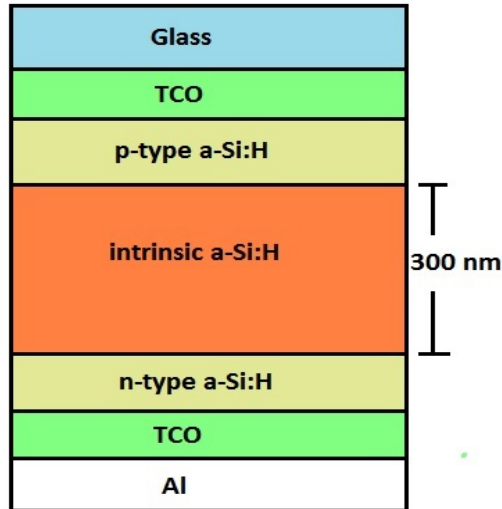 Glass
TCO
p-type a-Si:H
intrinsic a-Si:H
300 nm
n-type a-Si:H
TCO
Al